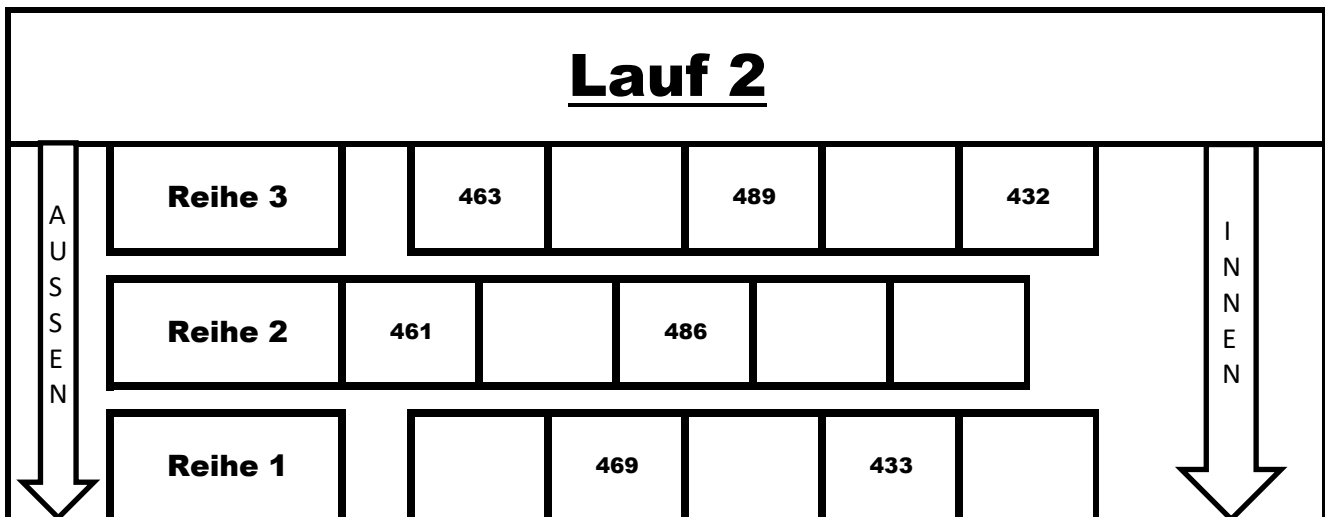 Lauf 2
AUSSEN
Reihe 3 463 489 432
Reihe 2 461 486
Reihe 1 469 433
INNEN